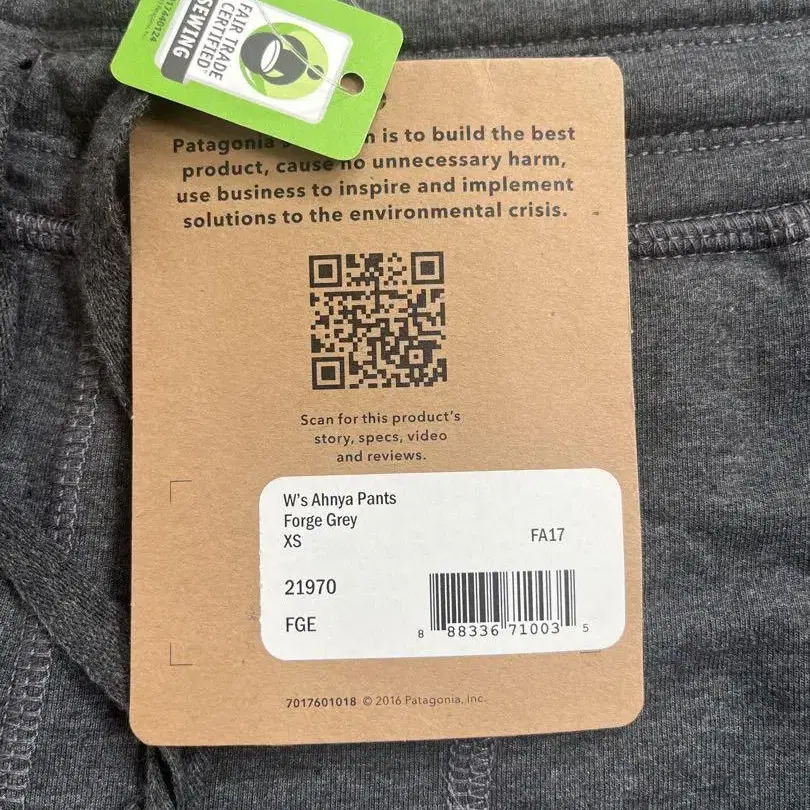 FAIR TRADE
CERTIFIED®
SEWING
Patagonia is to build the best
product, cause no unnecessary harm,
use business to inspire and implement
solutions to the environmental crisis.
Scan for this product's
story, specs, video
and reviews.
W's Ahnya Pants
Forge Grey
XS
FA17
21970
FGE
8 88336 71003 5
7017601018 © 2016 Patagonia, Inc.